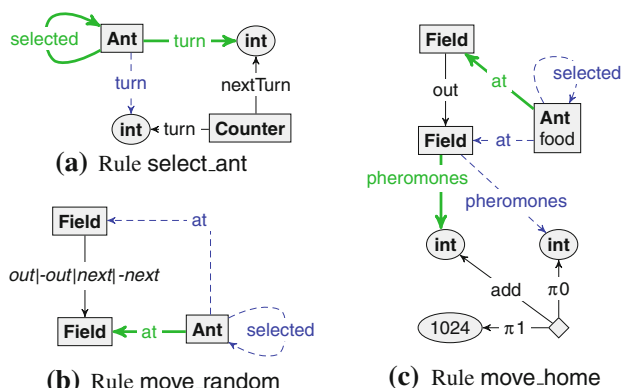 selected
Ant
turn
int
turn
nextTurn
int
turn
Counter
(a) Rule select_ant
Field
at
out|-out|next|-next
Field
at
Ant
selected
(b) Rule move_random
Field
at
selected
out
Ant
food
Field
at
pheromones
pheromones
int
int
add
π0
1024
π1
(c) Rule move_home